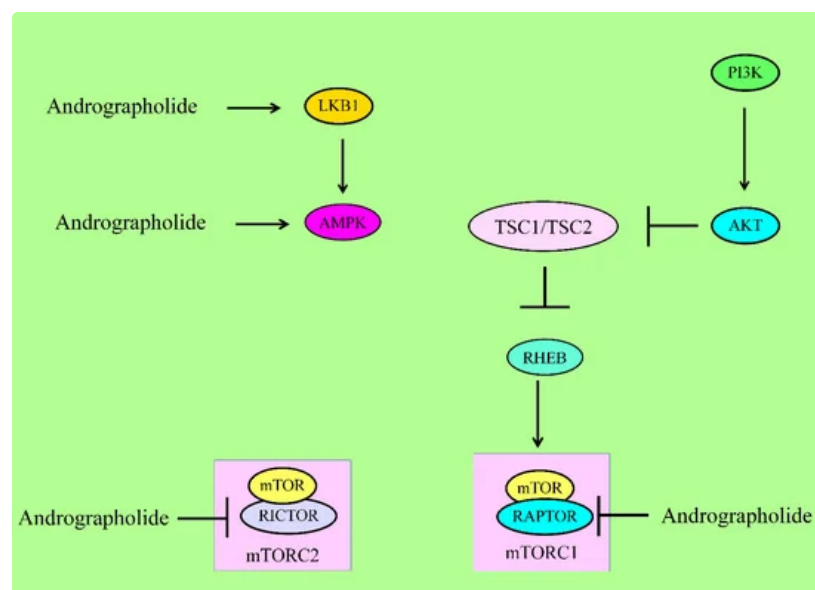 PI3K
Andrographolide
LKB1
Andrographolide
AMPK
TSC1/TSC2
AKT
RHEB
mTOR
RICTOR
mTORC2
Andrographolide
mTOR
RAPTOR
mTORC1
Andrographolide